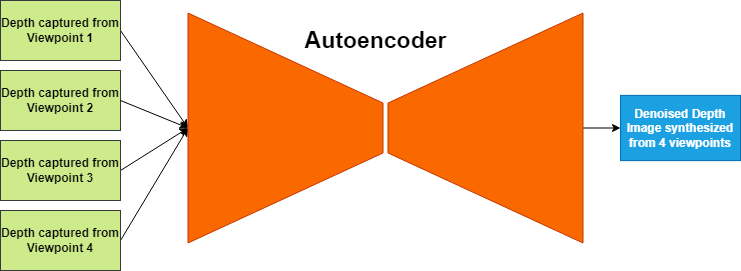 Depth captured from
Viewpoint 1
Autoencoder
Depth captured from
Viewpoint 2
Denoised Depth
Image synthesized
from 4 viewpoints
Depth captured from
Viewpoint 3
Depth captured from
Viewpoint 4